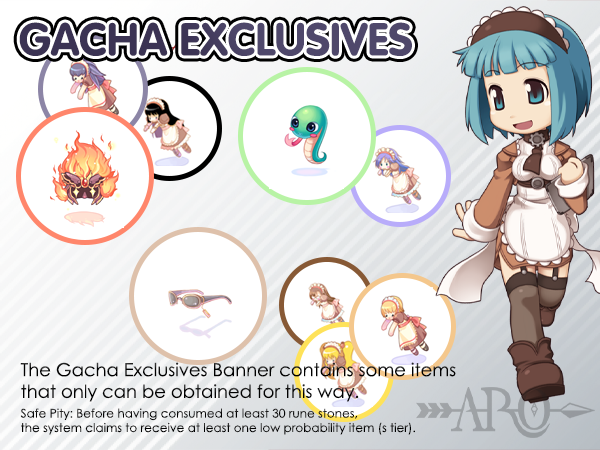 GACHA EXCLUSIVES
The Gacha Exclusives Banner contains some items
that only can be obtained for this way.
Safe Pity: Before having consumed at least 30 rune stones,
the system claims to receive at least one low probability item (s tier).
ARO